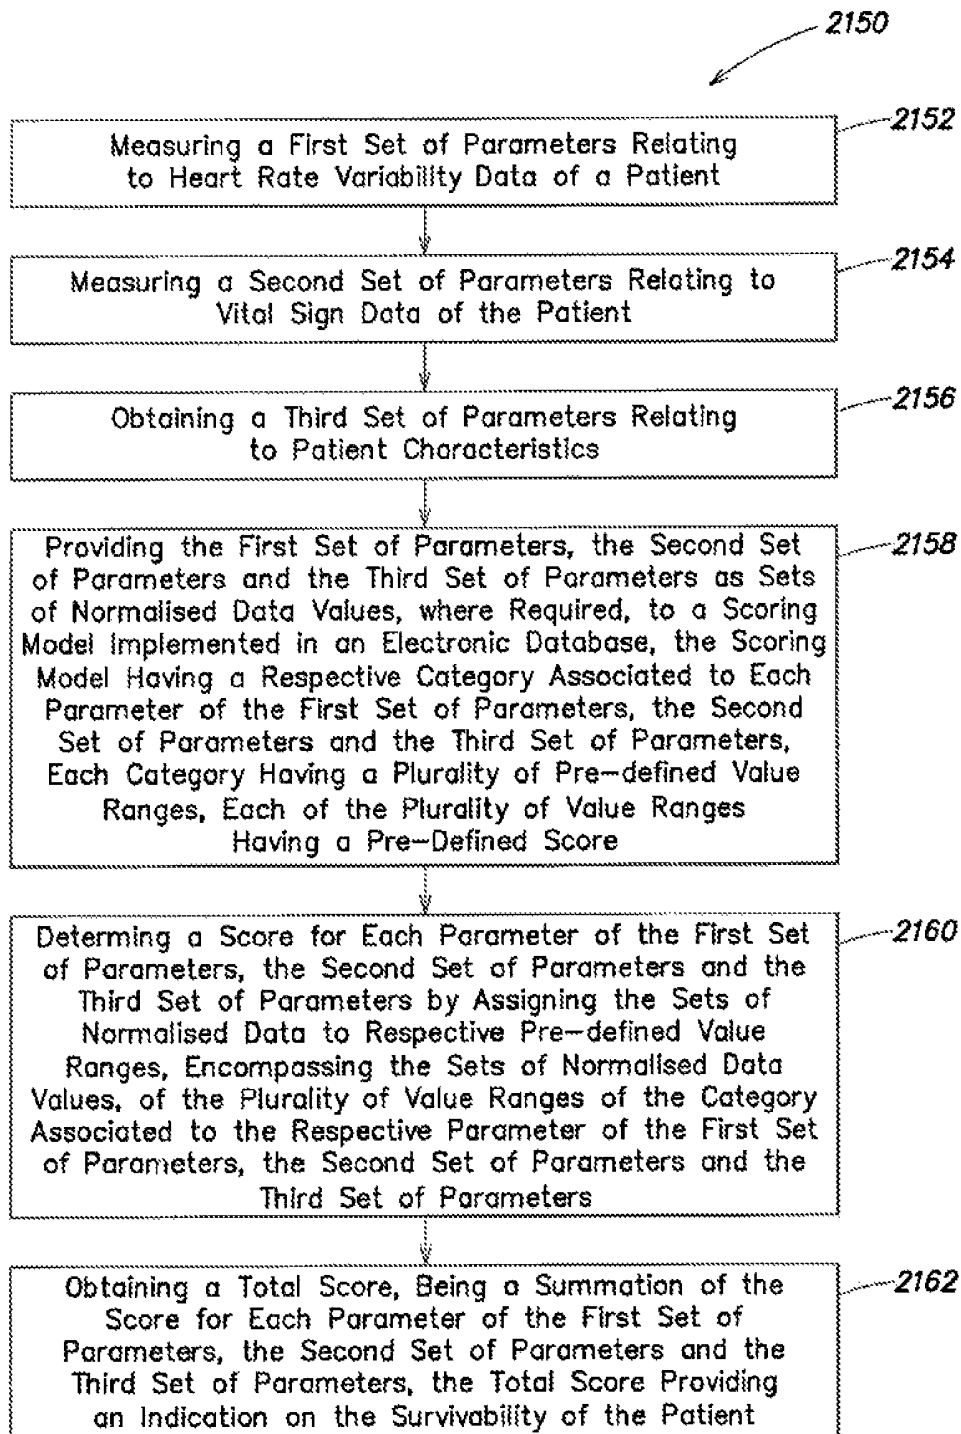 2150
2152
Measuring a First Set of Parameters Relating
to Heart Rate Variability Data of a Patient
2154
Measuring a Second Set of Parameters Relating to
Vital Sign Data of the Patient
2156
Obtaining a Third Set of Parameters Relating
to Patient Characteristics
2158
Providing the First Set of Parameters, the Second Set
of Parameters and the Third Set of Parameters as Sets
of Normalised Data Values, where Required, to a Scoring
Model Implemented in an Electronic Database, the Scoring
Model Having a Respective Category Associated to Each
Parameter of the First Set of Parameters, the Second
Set of Parameters and the Third Set of Parameters,
Each Category Having a Plurality of Pre-defined Value
Ranges, Each of the Plurality of Value Ranges
Having a Pre-Defined Score
2160
Determing a Score for Each Parameter of the First Set
of Parameters, the Second Set of Parameters and the
Third Set of Parameters by Assigning the Sets of
Normalised Data to Respective Pre-defined Value
Ranges, Encompassing the Sets of Normalised Data
Values, of the Plurality of Value Ranges of the Category
Associated to the Respective Parameter of the First Set
of Parameters, the Second Set of Parameters and the
Third Set of Parameters
2162
Obtaining a Total Score, Being a Summation of the
Score for Each Parameter of the First Set of
Parameters, the Second Set of Parameters and the
Third Set of Parameters, the Total Score Providing
an Indication on the Survivability of the Patient